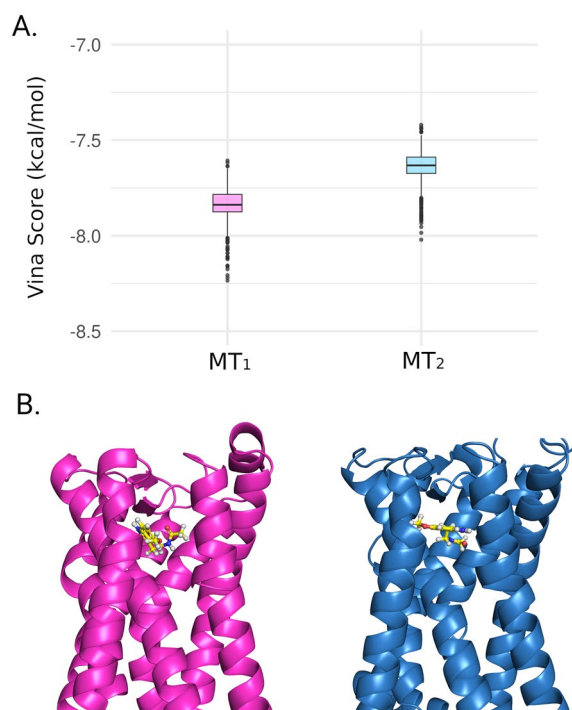 A.
Vina Score (kcal/mol)
-7.0
-7.5
-8.0
-8.5
MT₁
MT₂
B.